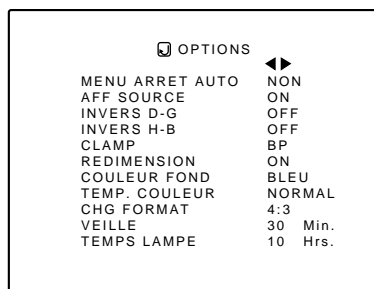 OPTIONS
MENU ARRET AUTO NON
AFF SOURCE ON
INVERS D-G OFF
INVERS H-B OFF
CLAMP BP
REDIMENSION ON
COULEUR FOND BLEU
TEMP. COULEUR NORMAL
CHG FORMAT 4:3
VEILLE 30 Min.
TEMPS LAMPE 10 Hrs.